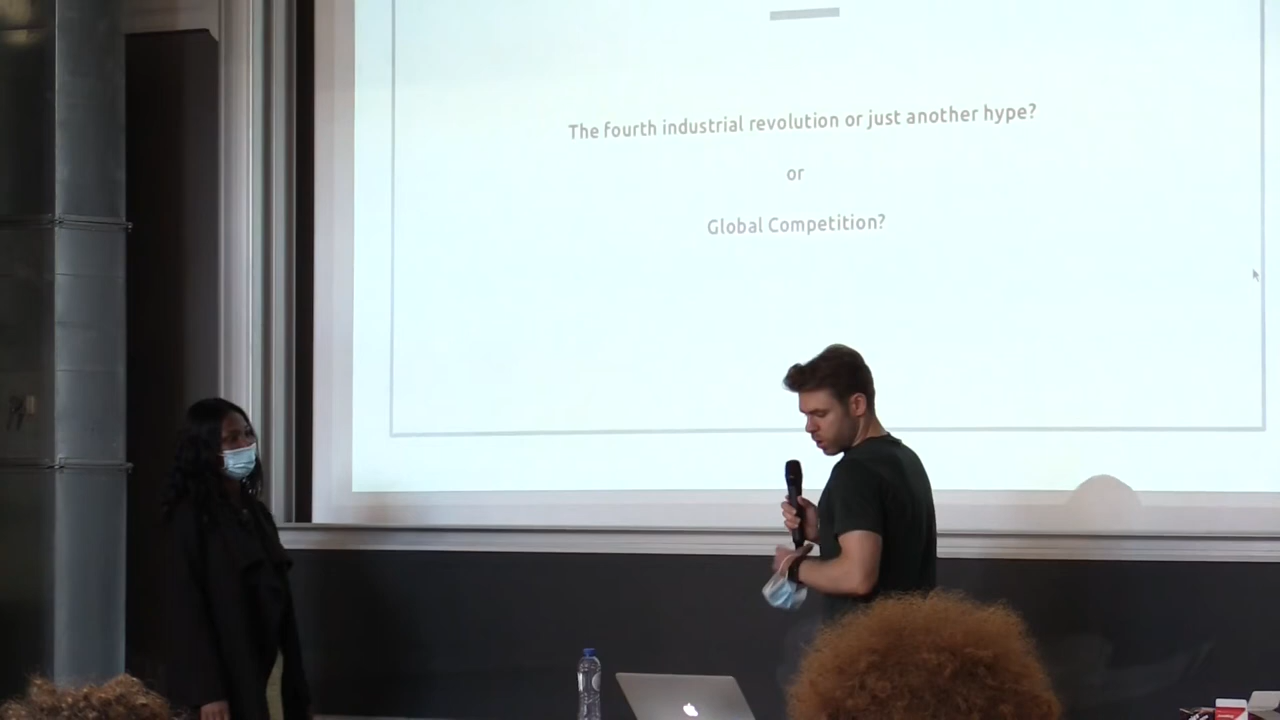 The fourth industrial revolution or just another hype?
or
Global Competition?